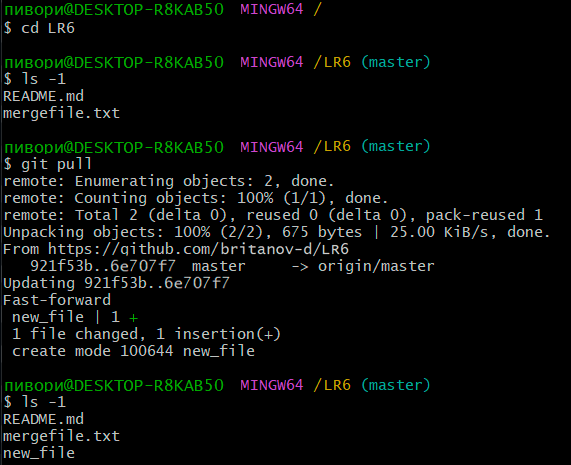 пивори@DESKTOP-R8KAB50 MINGW64 /
$ cd LR6
пивори@DESKTOP-R8KAB50 MINGW64 /LR6 (master)
$ ls -1
README.md
mergefile.txt
пивори@DESKTOP-R8KAB50 MINGW64 /LR6 (master)
$ git pull
remote: Enumerating objects: 2, done.
remote: Counting objects: 100% (1/1), done.
remote: Total 2 (delta 0), reused 0 (delta 0), pack-reused 1
Unpacking objects: 100% (2/2), 675 bytes | 25.00 KiB/s, done.
From https://github.com/britanov-d/LR6
   921f53b..6e707f7  master     -> origin/master
Updating 921f53b..6e707f7
Fast-forward
 new_file | 1 +
 1 file changed, 1 insertion(+)
 create mode 100644 new_file
пивори@DESKTOP-R8KAB50 MINGW64 /LR6 (master)
$ ls -1
README.md
mergefile.txt
new_file